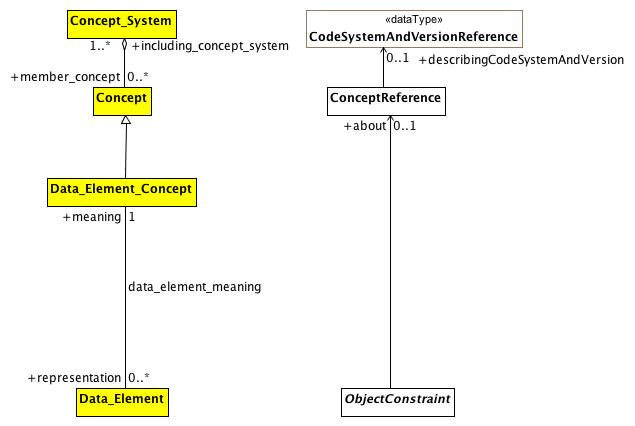 Concept_System
1..* +including_concept_system
+member_concept 0..*
Concept
Data_Element_Concept
+meaning 1
data_element_meaning
+representation 0..*
Data_Element
«dataType»
CodeSystemAndVersionReference
0..1 +describingCodeSystemAndVersion
ConceptReference
+about 0..1
ObjectConstraint